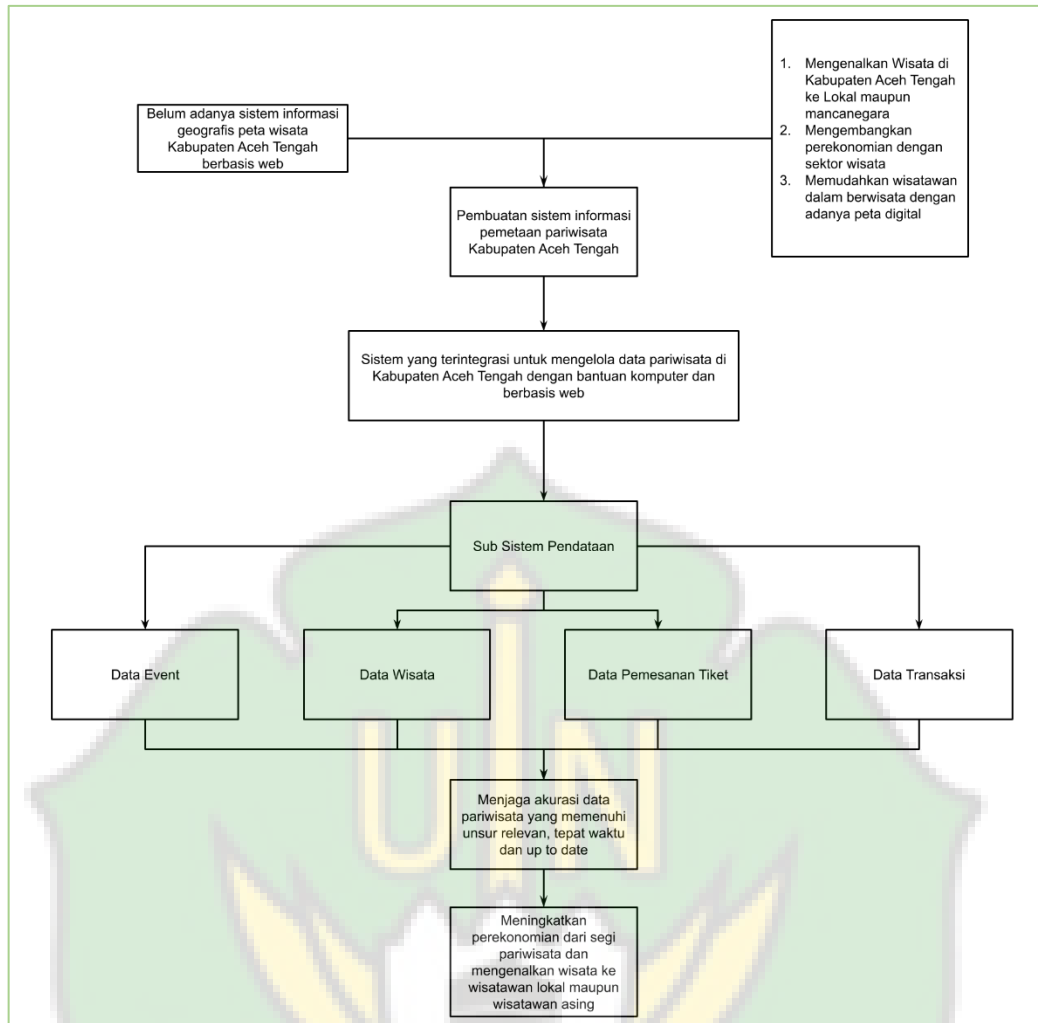 Belum adanya sistem informasi
geografis peta wisata
Kabupaten Aceh Tengah
berbasis web
1. Mengenalkan Wisata di
Kabupaten Aceh Tengah
ke Lokal maupun
mancanegara
2. Mengembangkan
perekonomian dengan
sektor wisata
3. Memudahkan wisatawan
dalam berwisata dengan
adanya peta digital
Pembuatan sistem informasi
pemetaan pariwisata
Kabupaten Aceh Tengah
Sistem yang terintegrasi untuk mengelola data pariwisata di
Kabupaten Aceh Tengah dengan bantuan komputer dan
berbasis web
Sub Sistem Pendataan
Data Event
Data Wisata
Data Pemesanan Tiket
Data Transaksi
UIN
Menjaga akurasi data
pariwisata yang memenuhi
unsur relevan, tepat waktu
dan up to date
Meningkatkan
perekonomian dari segi
pariwisata dan
mengenalkan wisata ke
wisatawan lokal maupun
wisatawan asing